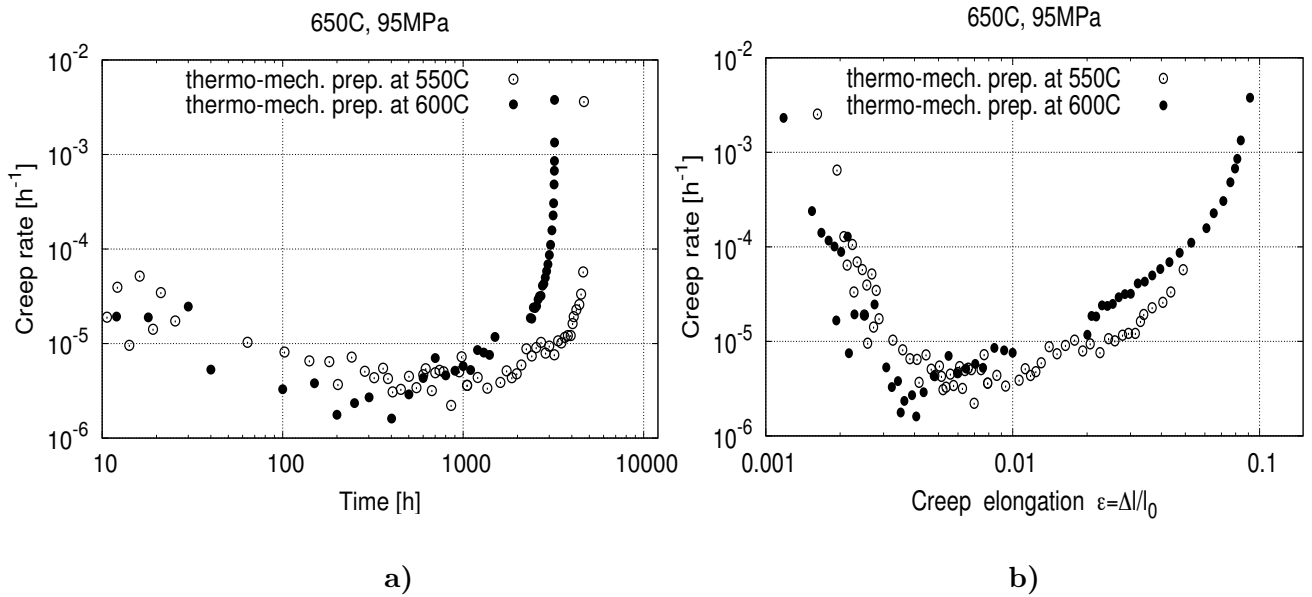 650C, 95MPa
thermo-mech. prep. at 550C
thermo-mech. prep. at 600C
Creep rate [h⁻¹]
10⁻²
10⁻³
10⁻⁴
10⁻⁵
10⁻⁶
10
100
1000
10000
Time [h]
a)
650C, 95MPa
thermo-mech. prep. at 550C
thermo-mech. prep. at 600C
Creep rate [h⁻¹]
10⁻²
10⁻³
10⁻⁴
10⁻⁵
10⁻⁶
0.001
0.01
0.1
Creep elongation ε=Δl/l₀
b)